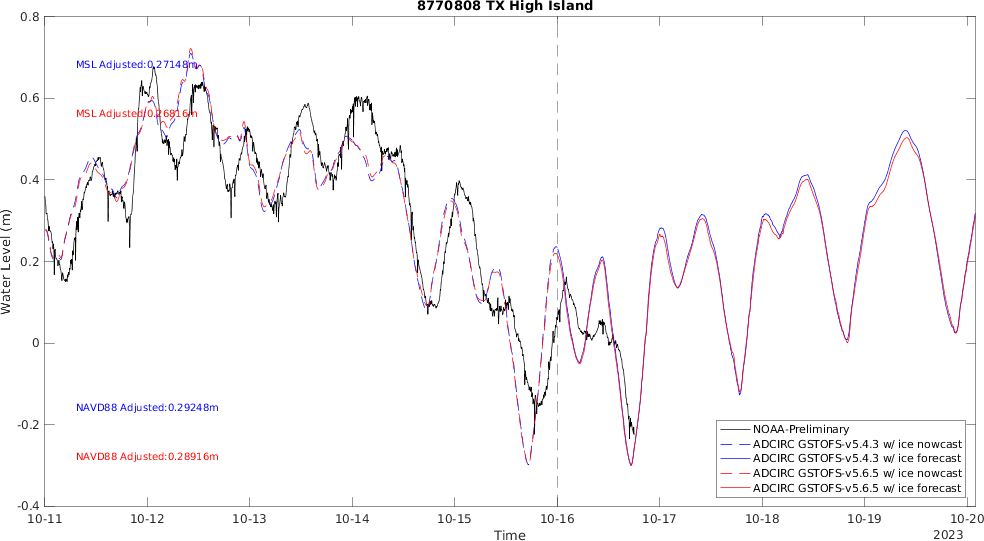 8770808 TX High Island
0.8
0.6
0.4
0.2
0
-0.2
-0.4
Water Level (m)
MSL Adjusted:0.27148m
MSL Adjusted:0.26816m
NAVD88 Adjusted:0.29248m
NAVD88 Adjusted:0.28916m
NOAA-Preliminary
ADCIRC GSTOFS-v5.4.3 w/ ice nowcast
ADCIRC GSTOFS-v5.4.3 w/ ice forecast
ADCIRC GSTOFS-v5.6.5 w/ ice nowcast
ADCIRC GSTOFS-v5.6.5 w/ ice forecast
10-11 10-12 10-13 10-14 10-15 10-16 10-17 10-18 10-19 10-20
Time
2023